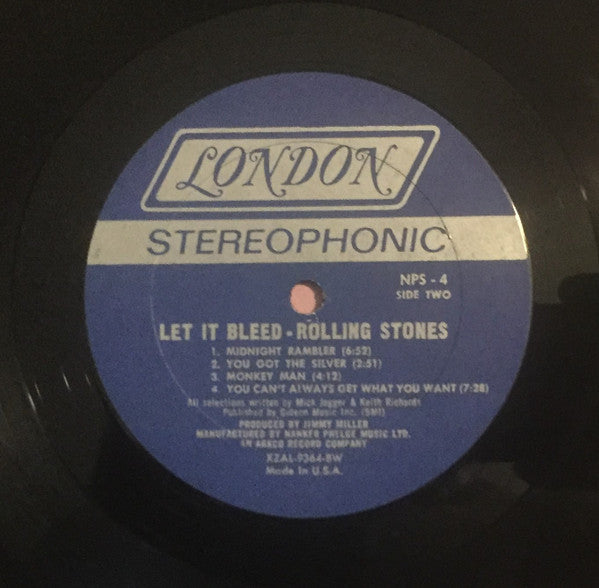 LONDON
STEREOPHONIC
NPS - 4
SIDE TWO
LET IT BLEED - ROLLING STONES
1. MIDNIGHT RAMBLER (6:52)
2. YOU GOT THE SILVER (2:51)
3. MONKEY MAN (4:12)
4 YOU CAN'T ALWAYS GET WHAT YOU WANT (7:28)
All selections written by Mick Jagger & Keith Richards
Published by Gideon Music Inc. (BMI)
PRODUCED BY JIMMY MILLER
MANUFACTURED BY NANKER PHELGE MUSIC LTD.
AN ABKCO RECORD COMPANY
XZAL-9364-BW
Made in U.S.A.